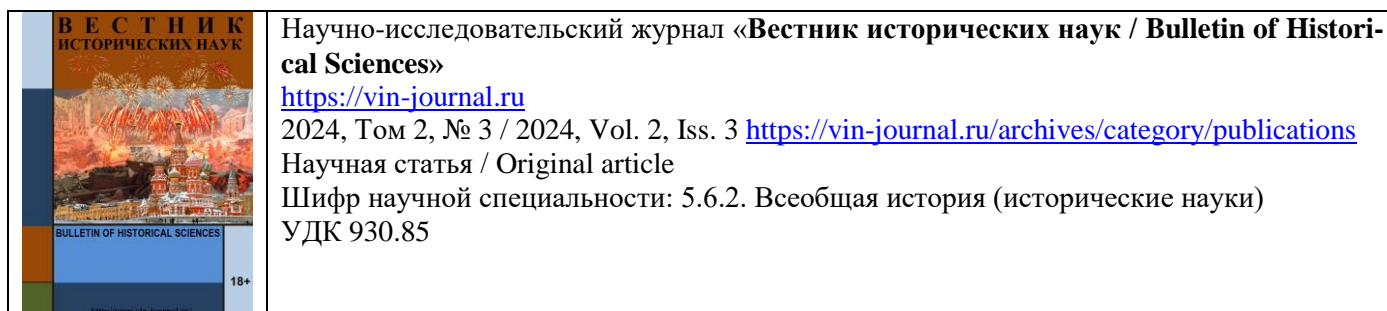 ВЕСТНИК
ИСТОРИЧЕСКИХ НАУК
BULLETIN OF HISTORICAL SCIENCES
18+
Научно-исследовательский журнал «Вестник исторических наук / Bulletin of Histori-
cal Sciences»
https://vin-journal.ru
2024, Том 2, № 3 / 2024, Vol. 2, Iss. 3 https://vin-journal.ru/archives/category/publications
Научная статья / Original article
Шифр научной специальности: 5.6.2. Всеобщая история (исторические науки)
УДК 930.85